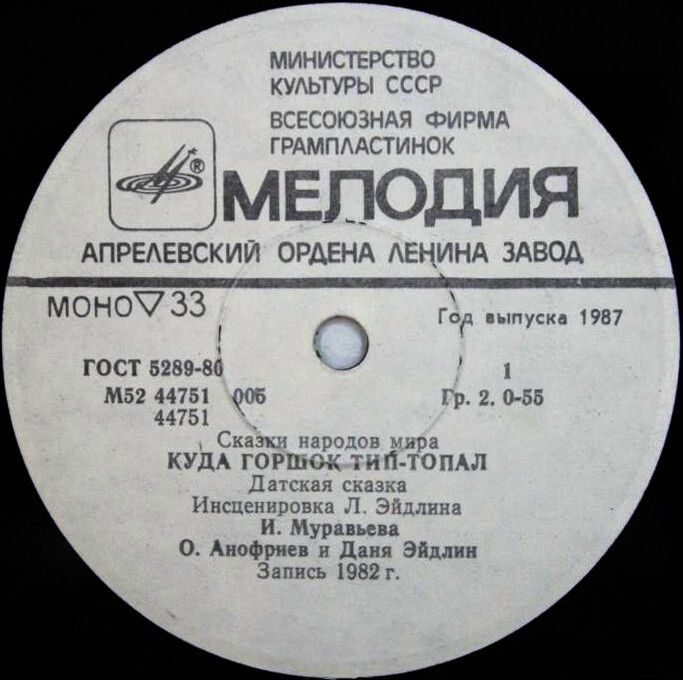 МИНИСТЕРСТВО
КУЛЬТУРЫ СССР
ВСЕСОЮЗНАЯ ФИРМА
ГРАМПЛАСТИНОК
®
МЕЛОДИЯ
АПРЕЛЕВСКИЙ ОРДЕНА ЛЕНИНА ЗАВОД
МОНО 33
Год выпуска 1987
ГОСТ 5289-80
1
М52 44751 005
Гр. 2. 0-55
44751
Сказки народов мира
КУДА ГОРШОК ТИП-ТОПАЛ
Датская сказка
Инсценировка Л. Эйдлина
И. Муравьева
О. Анофриев и Даня Эйдлин
Запись 1982 г.